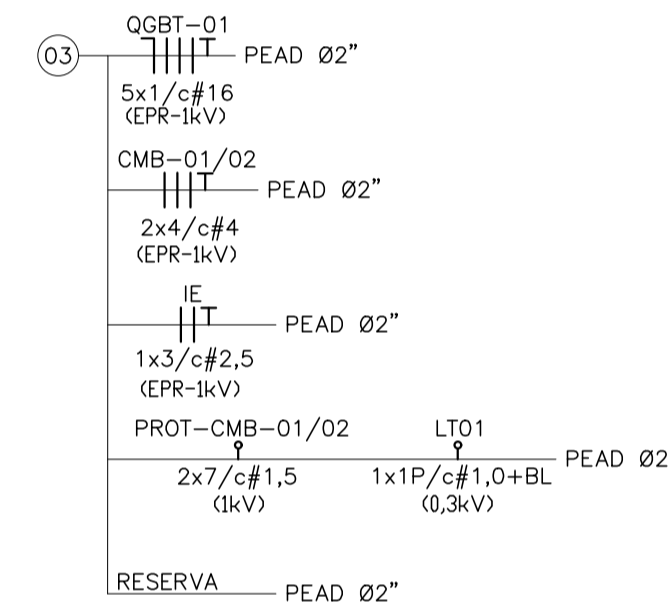 QGBT-01
03
PEAD Ø2"
5x1/c#16
(EPR-1kV)
CMB-01/02
PEAD Ø2"
2x4/c#4
(EPR-1kV)
IE
PEAD Ø2"
1x3/c#2,5
(EPR-1kV)
PROT-CMB-01/02
LT01
PEAD Ø2
2x7/c#1,5
1x1P/c#1,0+BL
(1kV)
(0,3kV)
RESERVA
PEAD Ø2"